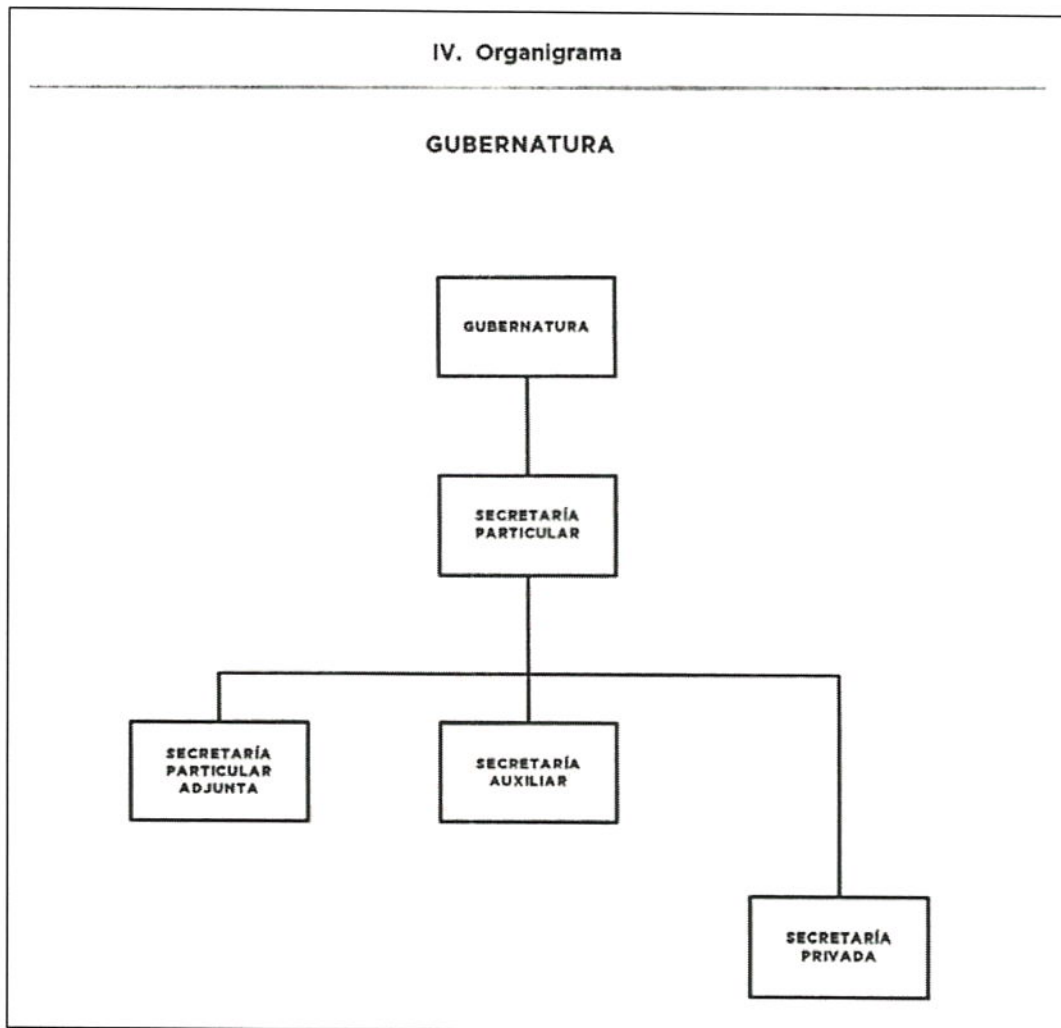 IV. Organigrama
GUBERNATURA
GUBERNATURA
SECRETARÍA
PARTICULAR
SECRETARÍA
PARTICULAR
ADJUNTA
SECRETARÍA
AUXILIAR
SECRETARÍA
PRIVADA